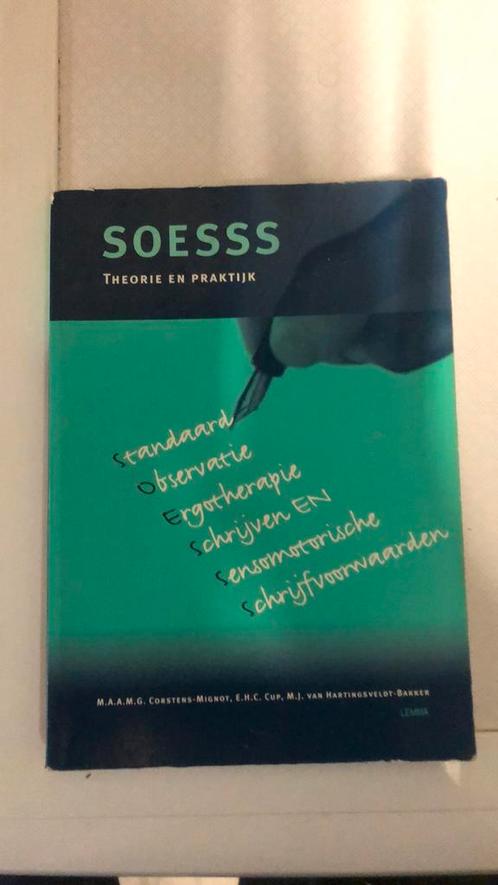 SOESSS
THEORIE EN PRAKTIJK
Standaard
Observatie
Ergotherapie
Schrijven EN
Sensomotorische
Schrijfvoorwaarden
M.A.A.M.G. CORSTENS-MIGNOT, E.H.C. CUP, M.J. VAN HARTINGSVELDT-BAKKER
LEMMA